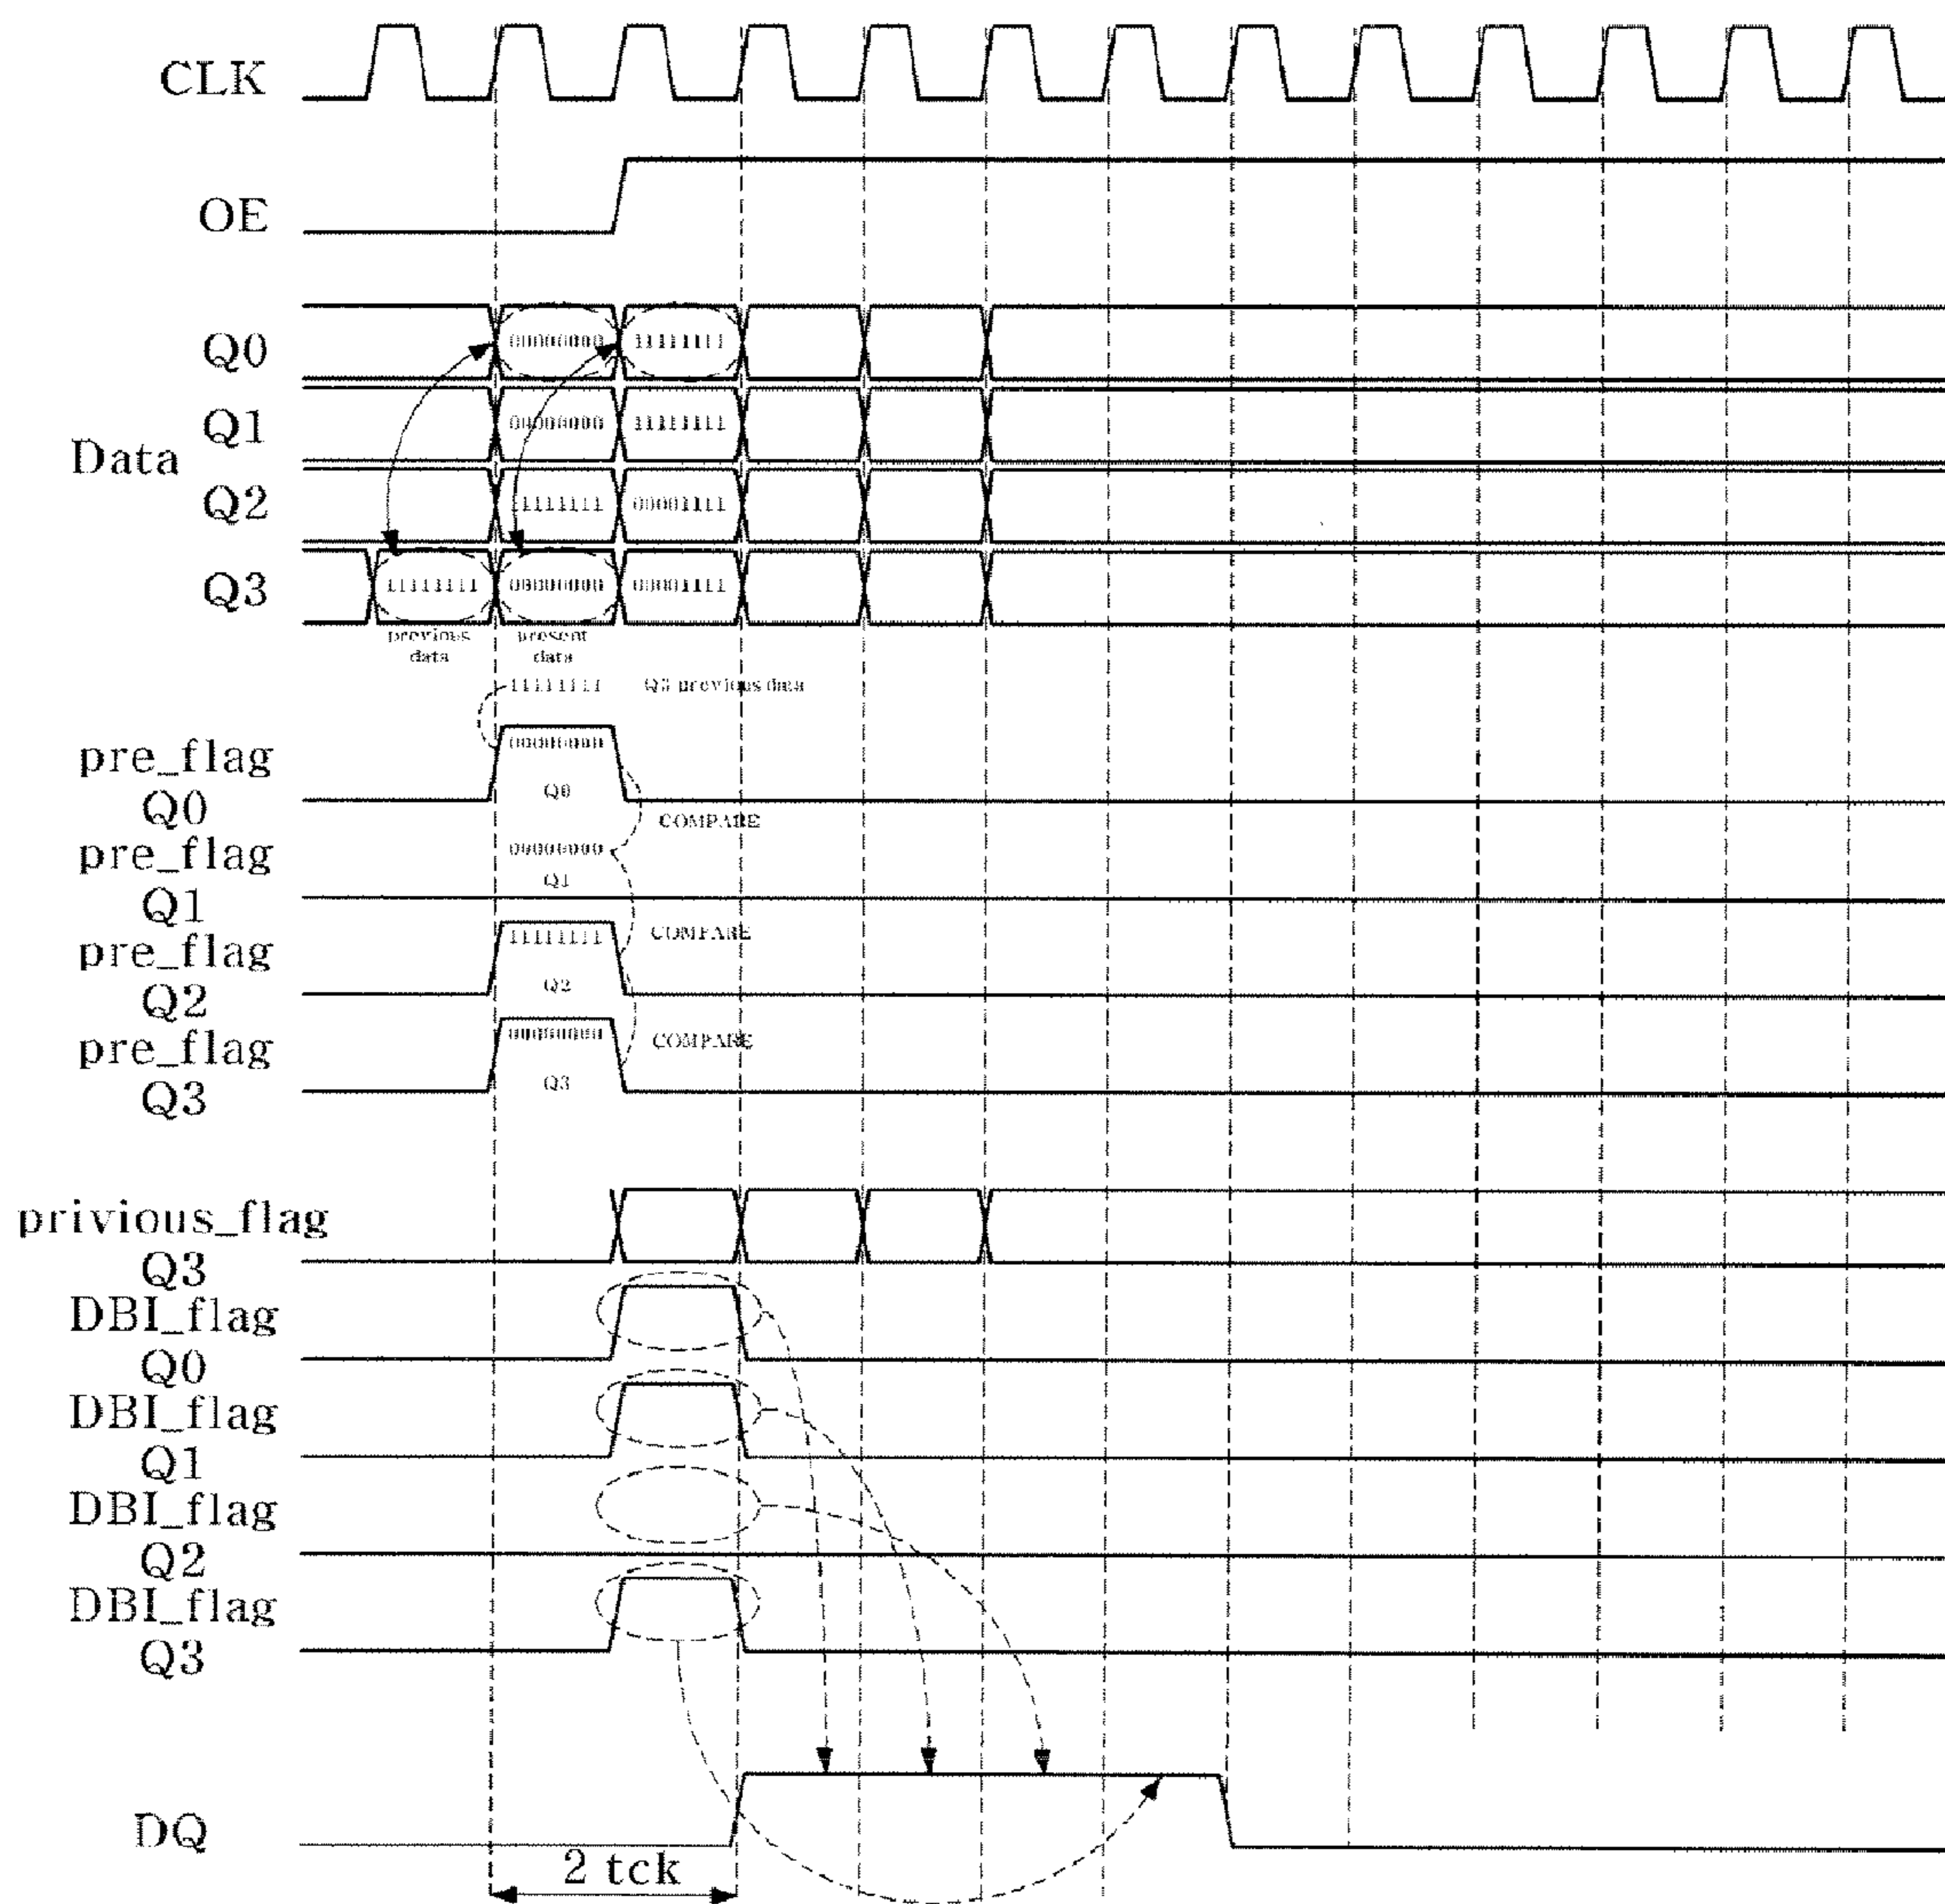 CLK
OE
Q0 00000000 11111111
Q1 00000000 11111111
Data
Q2 11111111 00001111
Q3 11111111 00000000 00001111
previous data
present data
11111111 Q3 previous data
pre_flag Q0
00000000
Q0
COMPARE
pre_flag Q1
00000000
Q1
COMPARE
pre_flag Q2
11111111
Q2
COMPARE
pre_flag Q3
00000000
Q3
privious_flag Q3
DBI_flag Q0
DBI_flag Q1
DBI_flag Q2
DBI_flag Q3
DQ
2 tck